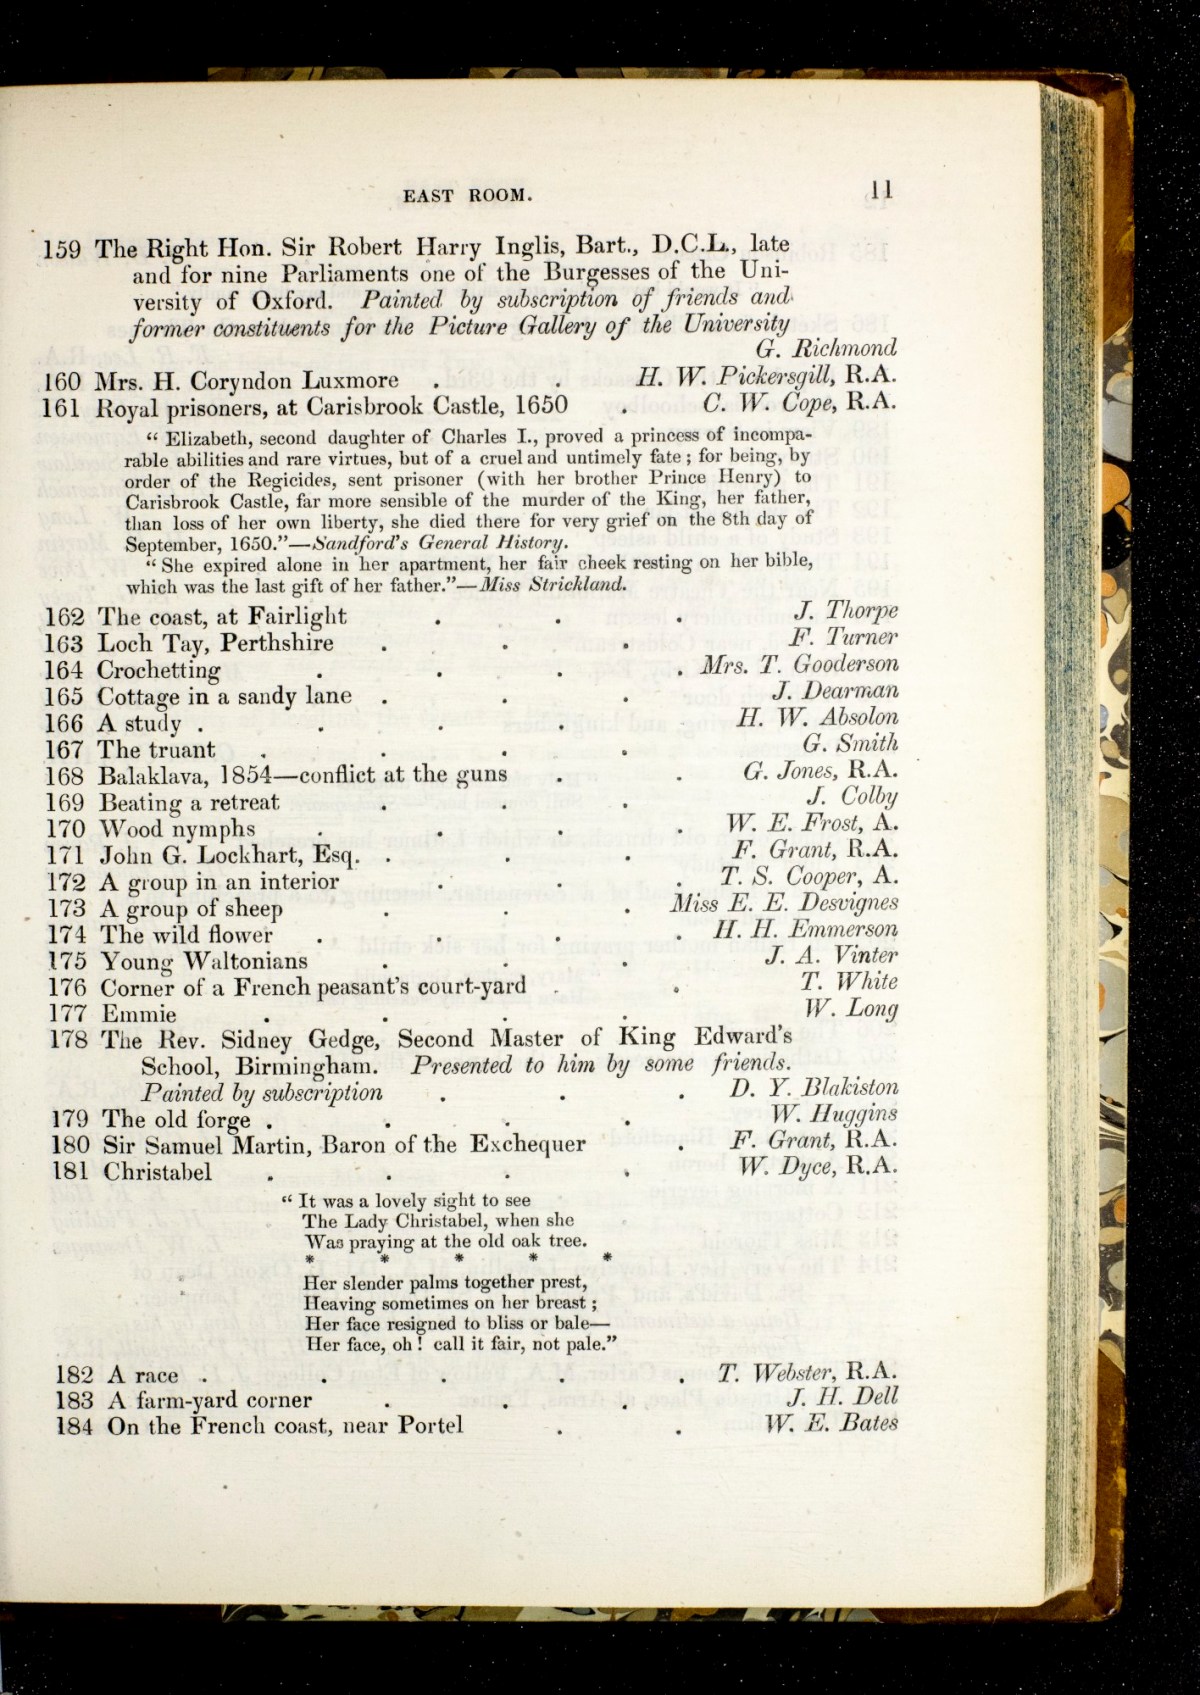 EAST ROOM. 11
159 The Right Hon. Sir Robert Harry Inglis, Bart., D.C.L., late
and for nine Parliaments one of the Burgesses of the Uni-
versity of Oxford. Painted by subscription of friends and
former constituents for the Picture Gallery of the University
G. Richmond
160 Mrs. H. Coryndon Luxmore . . H. W. Pickersgill, R.A.
161 Royal prisoners, at Carisbrook Castle, 1650 . C. W. Cope, R.A.
“ Elizabeth, second daughter of Charles I., proved a princess of incompa-
rable abilities and rare virtues, but of a cruel and untimely fate ; for being, by
order of the Regicides, sent prisoner (with her brother Prince Henry) to
Carisbrook Castle, far more sensible of the murder of the King, her father,
than loss of her own liberty, she died there for very grief on the 8th day of
September, 1650.”—Sandford's General History.
“ She expired alone in her apartment, her fair cheek resting on her bible,
which was the last gift of her father.”—Miss Strickland.
162 The coast, at Fairlight . . . J. Thorpe
163 Loch Tay, Perthshire . . . F. Turner
164 Crochetting . . . . Mrs. T. Gooderson
165 Cottage in a sandy lane . . . J. Dearman
166 A study . . . . . H. W. Absolon
167 The truant . . . . G. Smith
168 Balaklava, 1854—conflict at the guns . . G. Jones, R.A.
169 Beating a retreat . . . J. Colby
170 Wood nymphs . . . . W. E. Frost, A.
171 John G. Lockhart, Esq. . . . F. Grant, R.A.
172 A group in an interior . . . T. S. Cooper, A.
173 A group of sheep . . . Miss E. E. Desvignes
174 The wild flower . . . . H. H. Emmerson
175 Young Waltonians . . . J. A. Vinter
176 Corner of a French peasant's court-yard . . T. White
177 Emmie . . . . W. Long
178 The Rev. Sidney Gedge, Second Master of King Edward's
School, Birmingham. Presented to him by some friends.
Painted by subscription . . . D. Y. Blakiston
179 The old forge . . . . W. Huggins
180 Sir Samuel Martin, Baron of the Exchequer . F. Grant, R.A.
181 Christabel . . . . W. Dyce, R.A.
“ It was a lovely sight to see
The Lady Christabel, when she
Was praying at the old oak tree.
* * * * *
Her slender palms together prest,
Heaving sometimes on her breast ;
Her face resigned to bliss or bale—
Her face, oh ! call it fair, not pale.”
182 A race . . . . . T. Webster, R.A.
183 A farm-yard corner . . . J. H. Dell
184 On the French coast, near Portel . . W. E. Bates